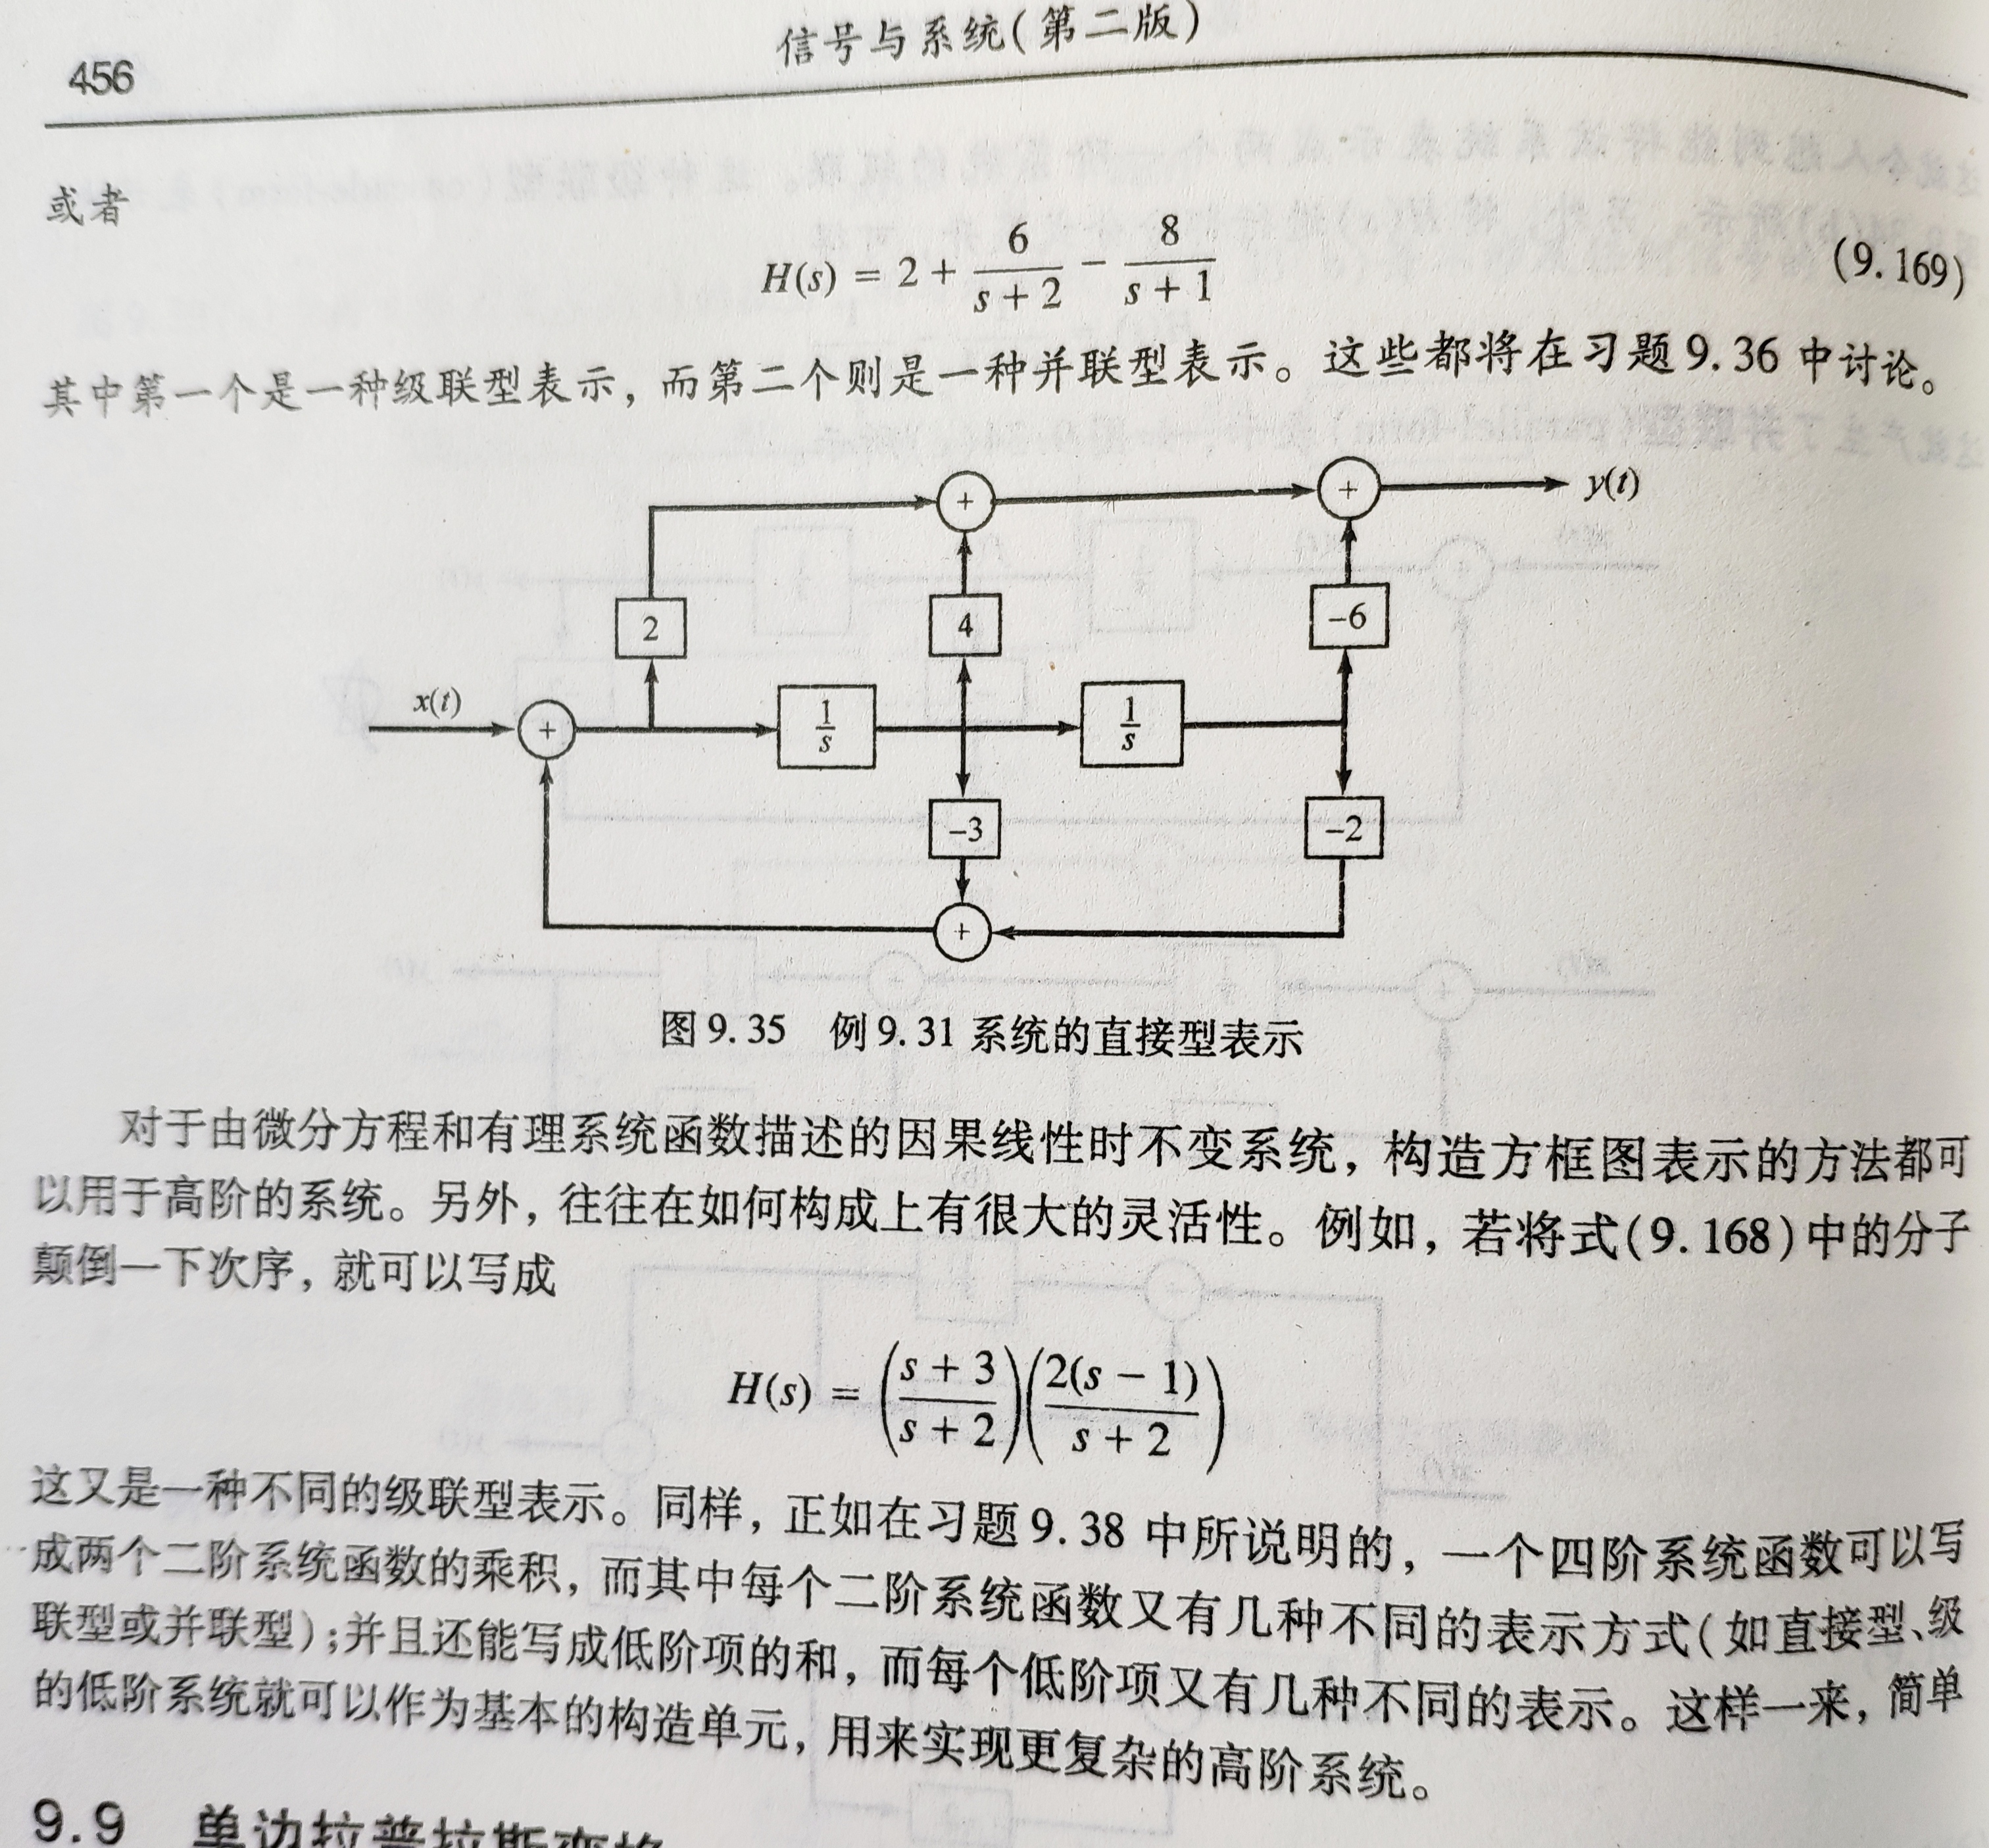 信号与系统(第二版)
456
或者
H(s) = 2 + 6/(s + 2) − 8/(s + 1) (9.169)
其中第一个是一种级联型表示，而第二个则是一种并联型表示。这些都将在习题9.36中讨论。
+ + y(t)
2 4 −6
x(t) + 1/s 1/s
−3 −2
+
图9.35 例9.31系统的直接型表示
对于由微分方程和有理系统函数描述的因果线性时不变系统，构造方框图表示的方法都可
以用于高阶的系统。另外，往往在如何构成上有很大的灵活性。例如，若将式(9.168)中的分子
颠倒一下次序，就可以写成
H(s) = ((s + 3)/(s + 2))(2(s − 1)/(s + 2))
这又是一种不同的级联型表示。同样，正如在习题9.38中所说明的，一个四阶系统函数可以写
成两个二阶系统函数的乘积，而其中每个二阶系统函数又有几种不同的表示方式(如直接型、级
联型或并联型);并且还能写成低阶项的和，而每个低阶项又有几种不同的表示。这样一来，简单
的低阶系统就可以作为基本的构造单元，用来实现更复杂的高阶系统。
9.9 单边拉普拉斯变换